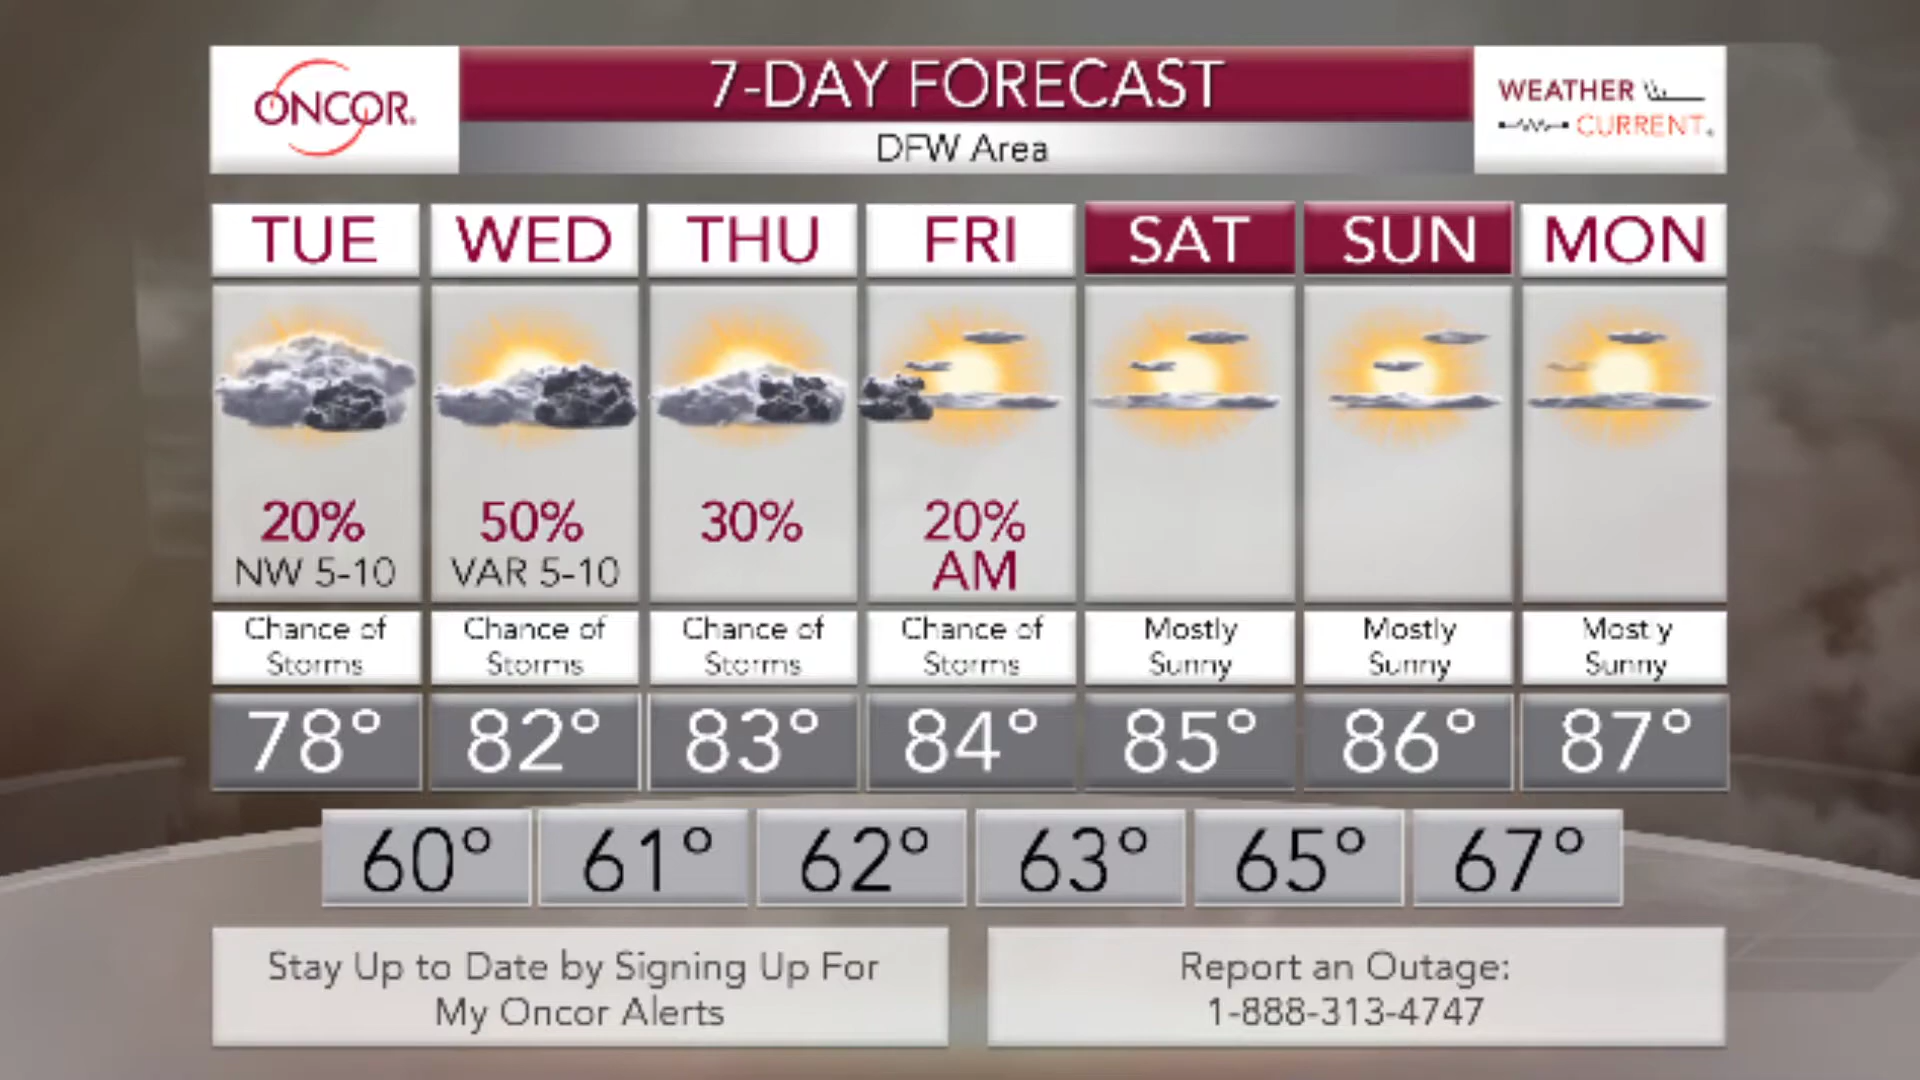 ONCOR®
7-DAY FORECAST
DFW Area
WEATHER
CURRENT®
TUE WED THU FRI SAT SUN MON
20% 50% 30% 20%
NW 5-10 VAR 5-10 AM
Chance of Chance of Chance of Chance of Mostly Mostly Mostly
Storms Storms Storms Storms Sunny Sunny Sunny
78° 82° 83° 84° 85° 86° 87°
60° 61° 62° 63° 65° 67°
Stay Up to Date by Signing Up For
My Oncor Alerts
Report an Outage:
1-888-313-4747